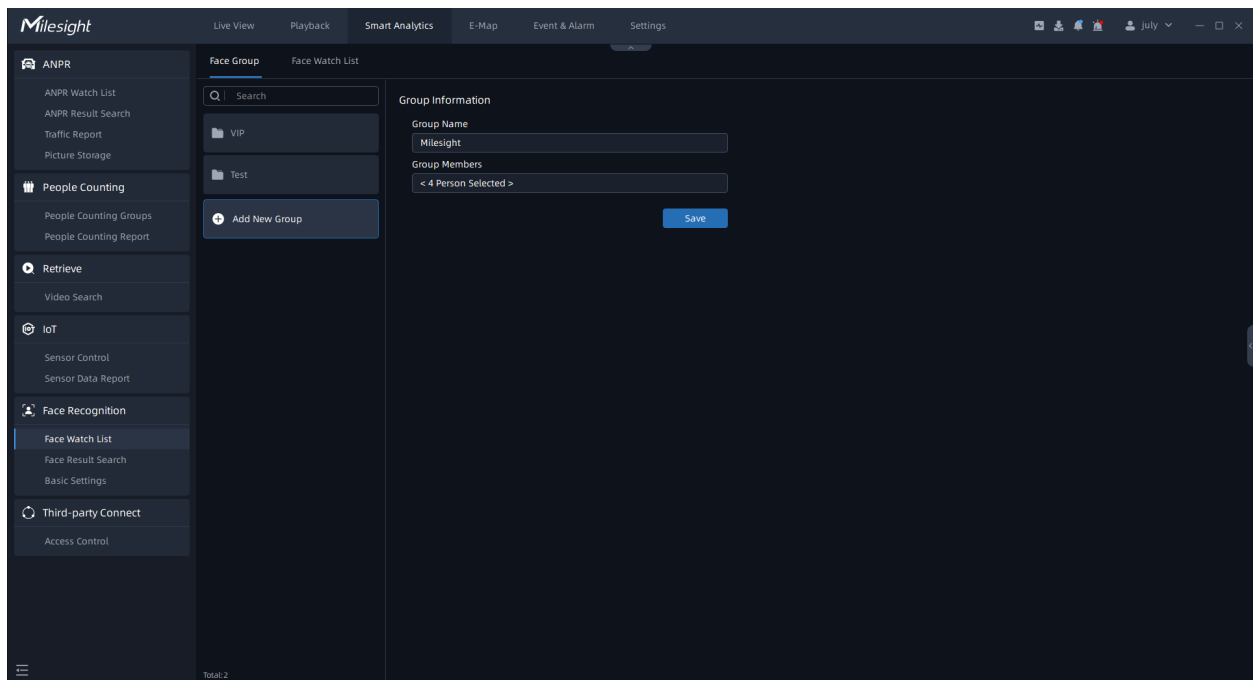 Milesight
Live View Playback Smart Analytics E-Map Event & Alarm Settings july
ANPR
ANPR Watch List
ANPR Result Search
Traffic Report
Picture Storage
People Counting
People Counting Groups
People Counting Report
Retrieve
Video Search
IoT
Sensor Control
Sensor Data Report
Face Recognition
Face Watch List
Face Result Search
Basic Settings
Third-party Connect
Access Control
Face Group Face Watch List
Search
VIP
Test
Add New Group
Total:2
Group Information
Group Name
Milesight
Group Members
< 4 Person Selected >
Save